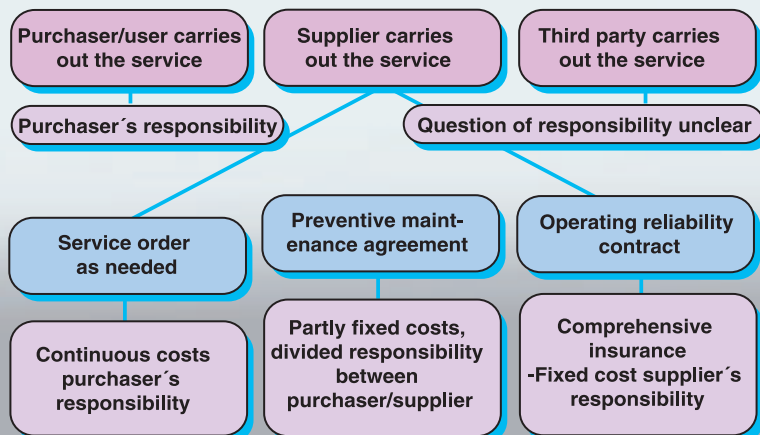 Purchaser/user carries
out the service
Supplier carries
out the service
Third party carries
out the service
Purchaser´s responsibility
Question of responsibility unclear
Service order
as needed
Preventive maint-
enance agreement
Operating reliability
contract
Continuous costs
purchaser´s
responsibility
Partly fixed costs,
divided responsibility
between
purchaser/supplier
Comprehensive
insurance
-Fixed cost supplier´s
responsibility